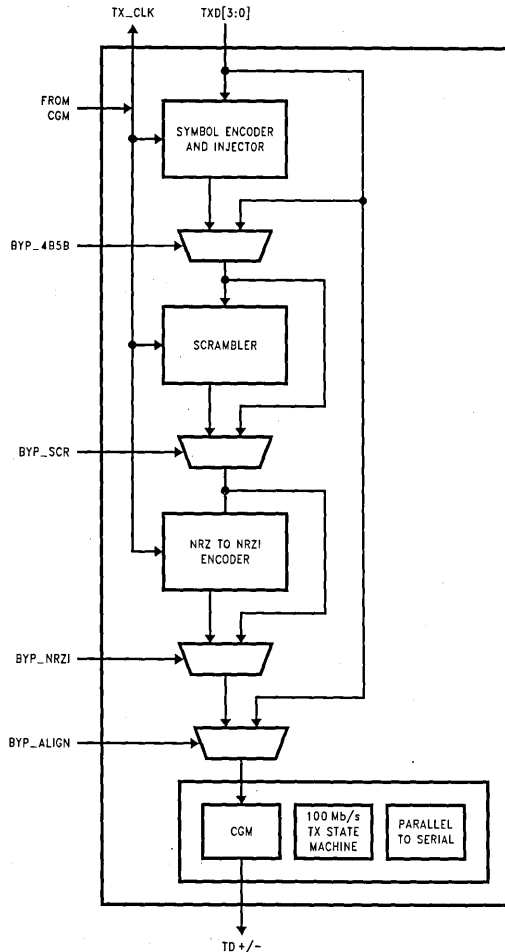 TX_CLK
TXD[3:0]
FROM
CGM
SYMBOL ENCODER
AND INJECTOR
BYP_4B5B
SCRAMBLER
BYP_SCR
NRZ TO NRZI
ENCODER
BYP_NRZI
BYP_ALIGN
CGM
100 Mb/s
TX STATE
MACHINE
PARALLEL
TO SERIAL
TD +/-